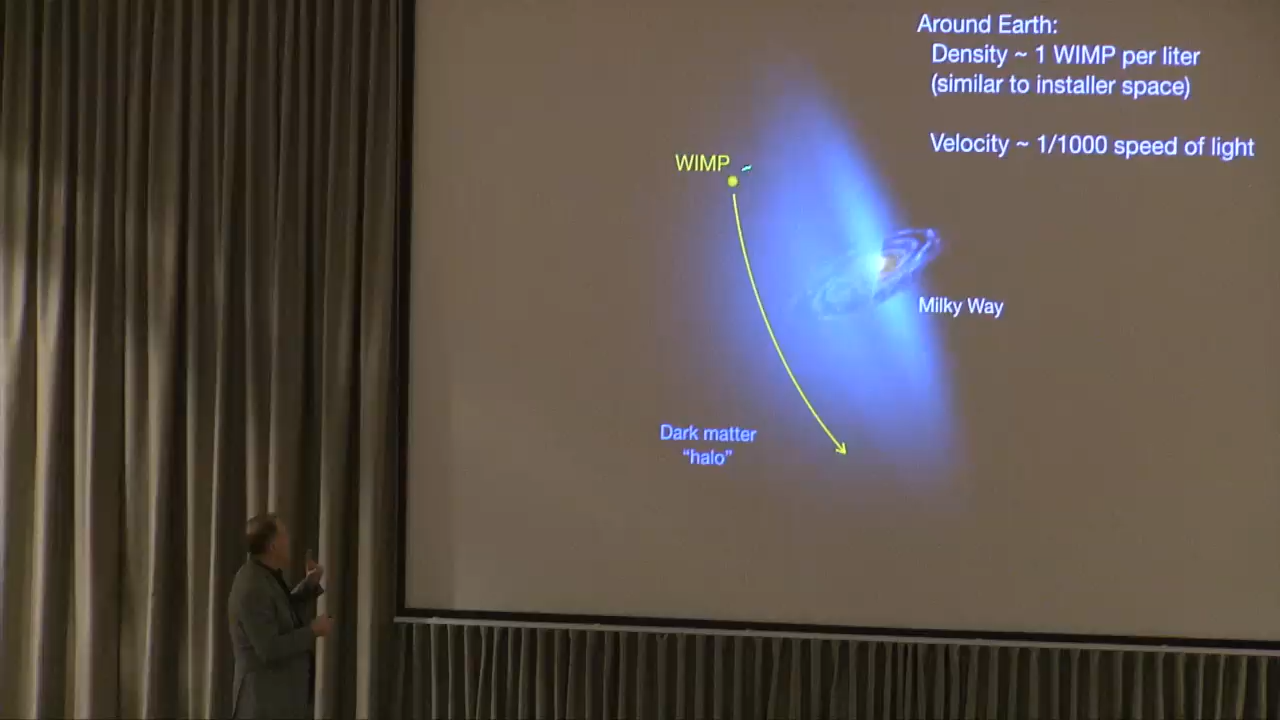 Around Earth:
Density ~ 1 WIMP per liter
(similar to installer space)
Velocity ~ 1/1000 speed of light
WIMP
Milky Way
Dark matter
“halo”